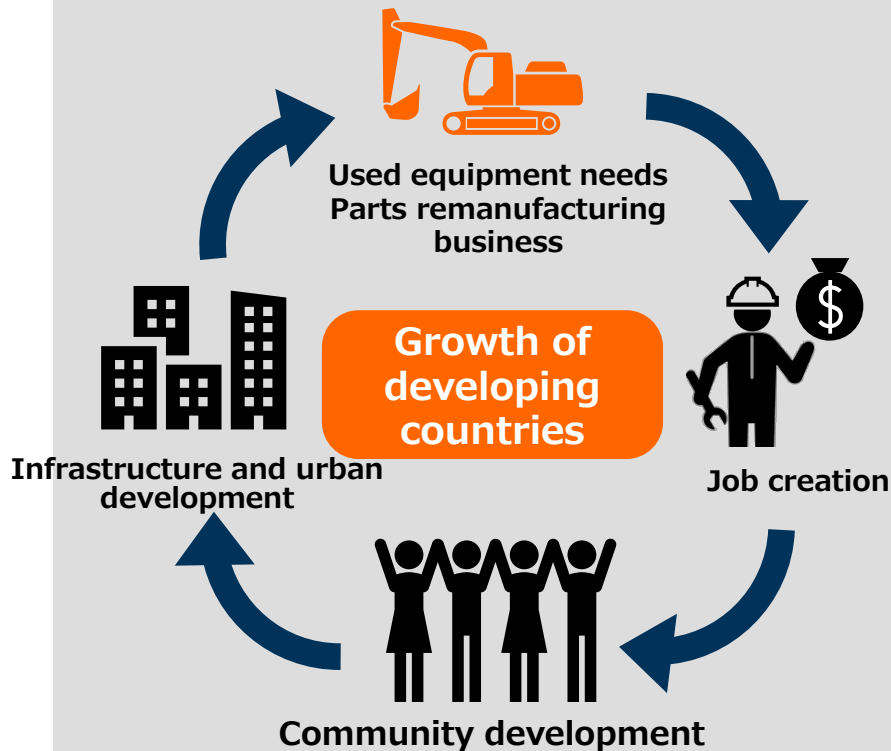 Used equipment needs
Parts remanufacturing
business
$
Growth of
developing
countries
Infrastructure and urban
development
Job creation
Community development